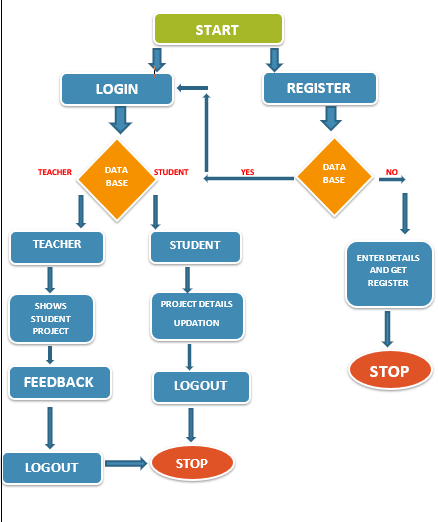 START
LOGIN
REGISTER
TEACHER
DATA
BASE
STUDENT
YES
DATA
BASE
NO
TEACHER
STUDENT
ENTER DETAILS
AND GET
REGISTER
SHOWS
STUDENT
PROJECT
PROJECT DETAILS
UPDATION
FEEDBACK
LOGOUT
STOP
LOGOUT
STOP